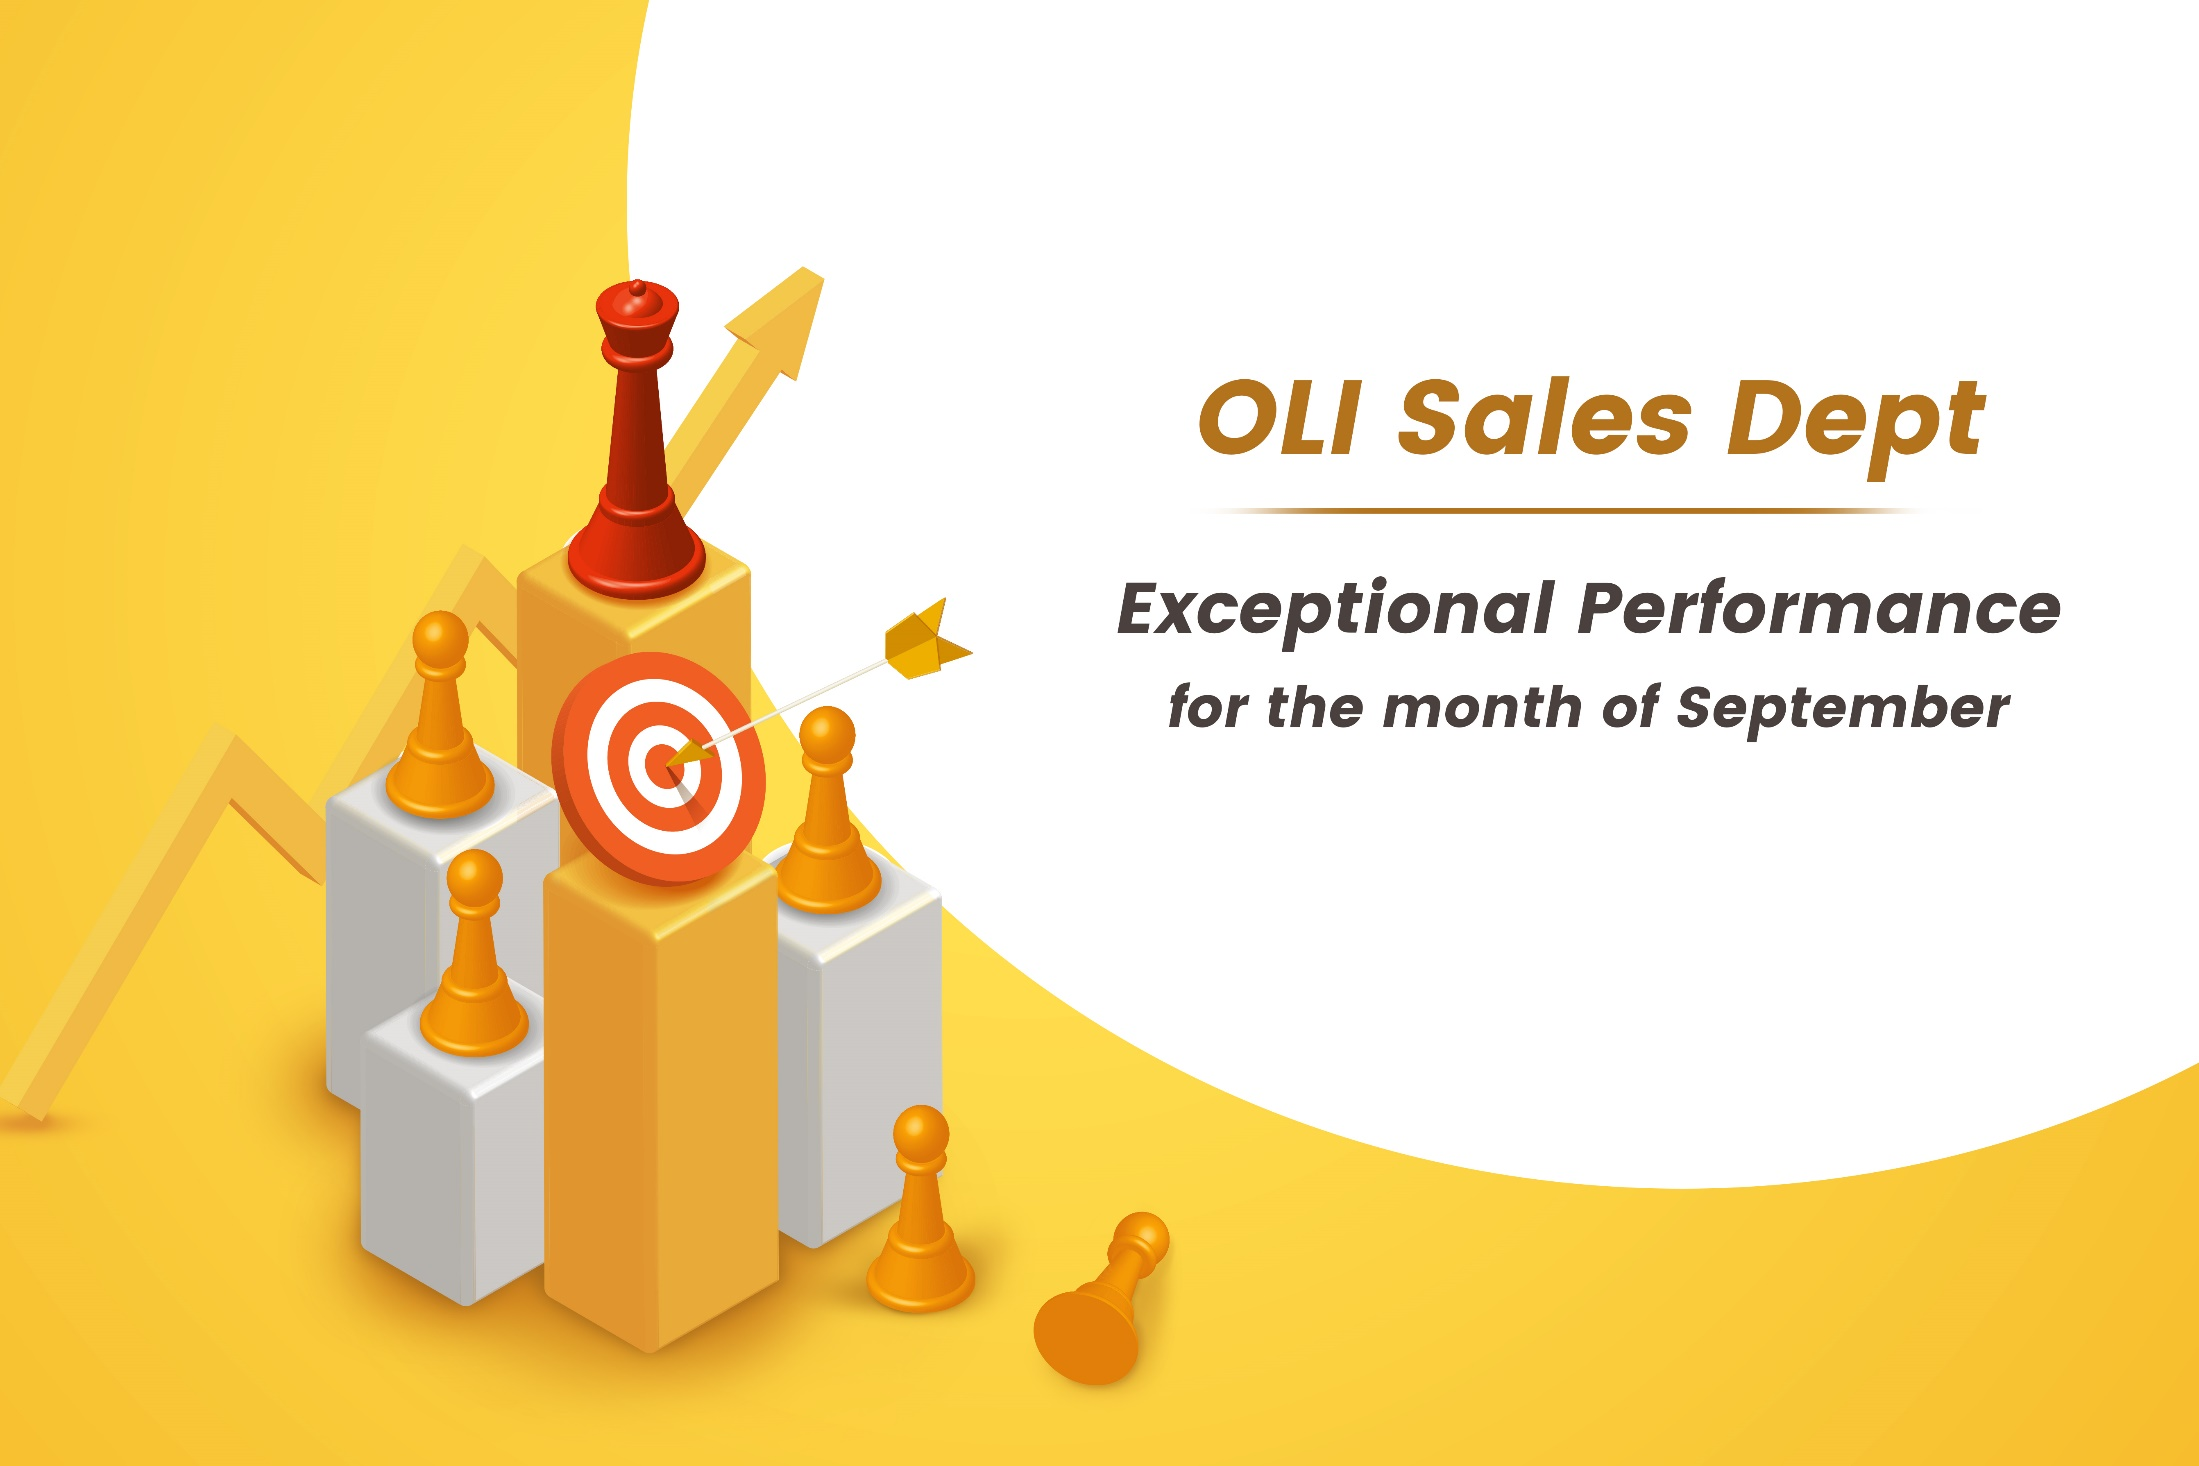 OLI Sales Dept
Exceptional Performance
for the month of September